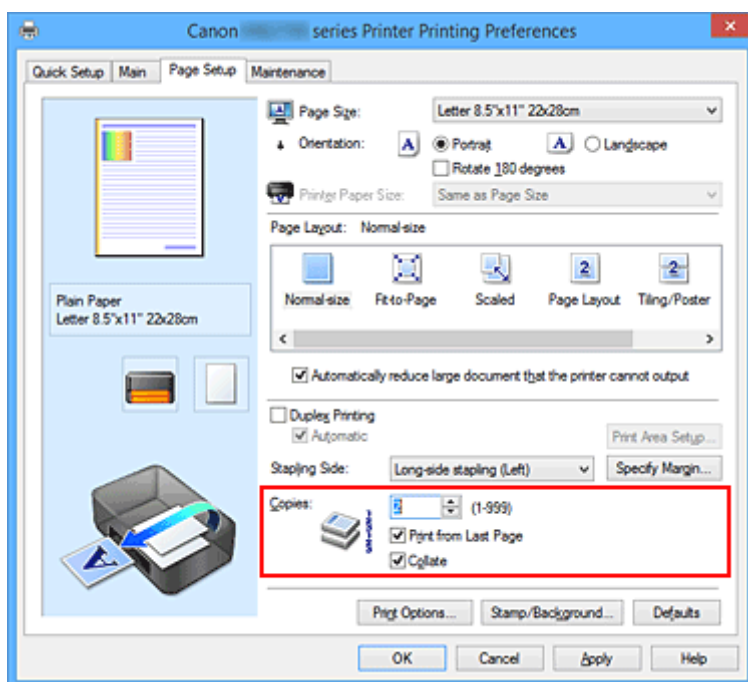 Canon series Printer Printing Preferences
Quick Setup Main Page Setup Maintenance
Page Size: Letter 8.5"x11" 22x28cm
Orientation: A Portrait A Landscape
Rotate 180 degrees
Printer Paper Size: Same as Page Size
Page Layout: Normal-size
2 2
Normal-size Fit-to-Page Scaled Page Layout Tiling/Poster
Plain Paper
Letter 8.5"x11" 22x28cm
Automatically reduce large document that the printer cannot output
Duplex Printing
Automatic Print Area Setup...
Stapling Side: Long-side stapling (Left) Specify Margin...
Copies: 2 (1-999)
Print from Last Page
Collate
A
Print Options... Stamp/Background... Defaults
OK Cancel Apply Help